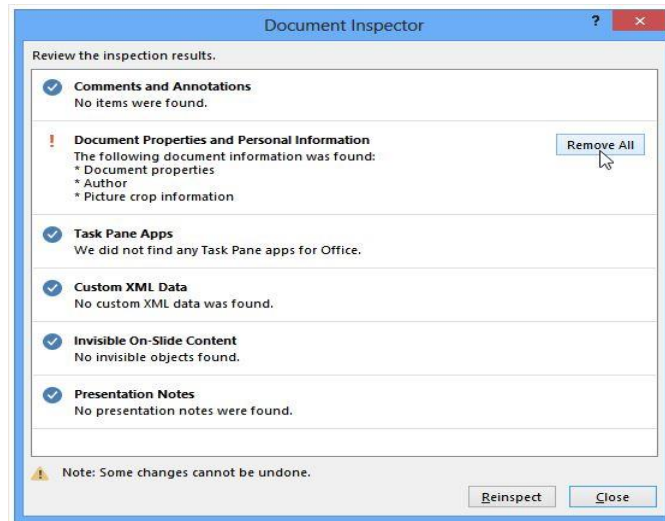 Document Inspector
?
Review the inspection results.
Comments and Annotations
No items were found.
! Document Properties and Personal Information
The following document information was found:
* Document properties
* Author
* Picture crop information
Remove All
Task Pane Apps
We did not find any Task Pane apps for Office.
Custom XML Data
No custom XML data was found.
Invisible On-Slide Content
No invisible objects found.
Presentation Notes
No presentation notes were found.
Note: Some changes cannot be undone.
Reinspect
Close